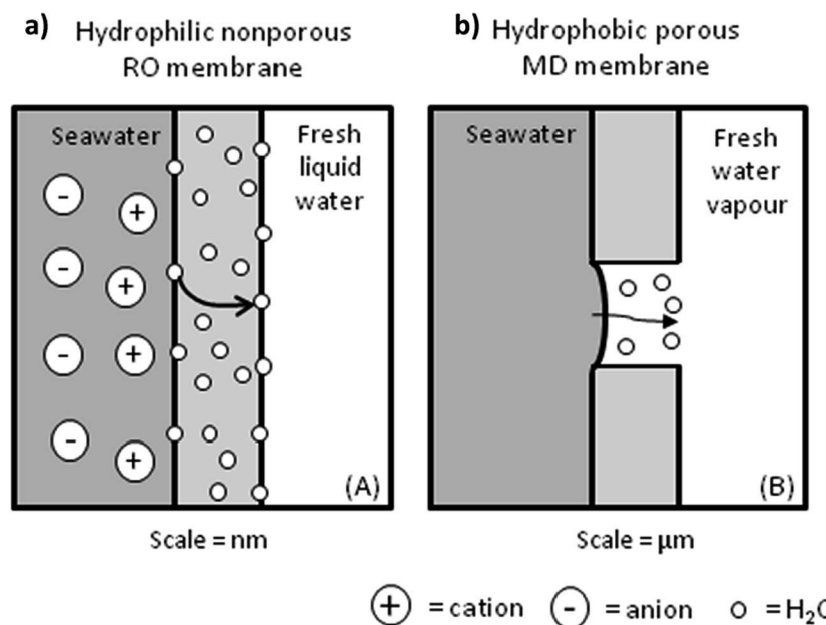 a) Hydrophilic nonporous
RO membrane
b) Hydrophobic porous
MD membrane
Seawater
Fresh
liquid
water
- +
- +
- +
- +
(A)
Scale = nm
Seawater
Fresh
water
vapour
(B)
Scale = μm
+ = cation - = anion = H₂O